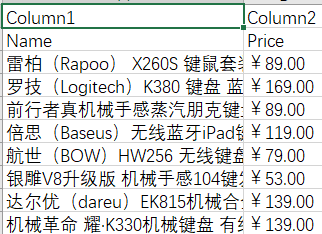 Column1 Column2
Name Price
雷柏（Rapoo） X260S 键鼠套 ￥89.00
罗技（Logitech）K380 键盘 蓝 ￥169.00
前行者真机械手感蒸汽朋克键 ￥89.00
倍思（Baseus）无线蓝牙iPad ￥119.00
航世（BOW）HW256 无线键盘 ￥79.00
银雕V8升级版 机械手感104键 ￥53.00
达尔优（dareu）EK815机械合 ￥139.00
机械革命 耀·K330机械键盘 有 ￥139.00